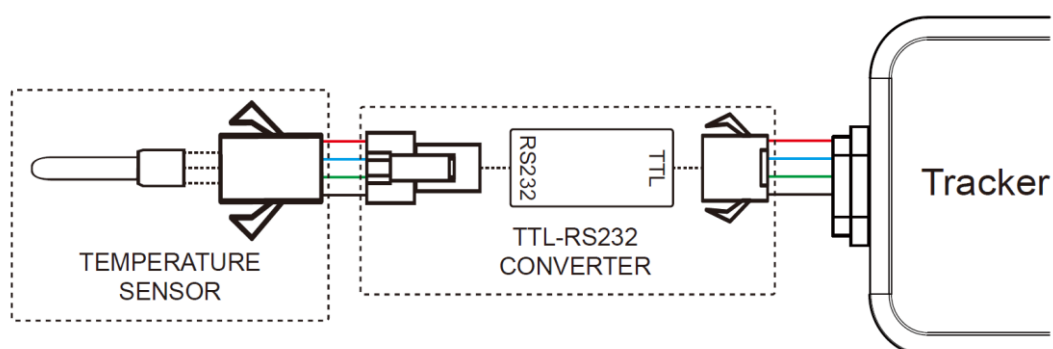 TEMPERATURE
SENSOR
RS232
TTL
TTL-RS232
CONVERTER
Tracker